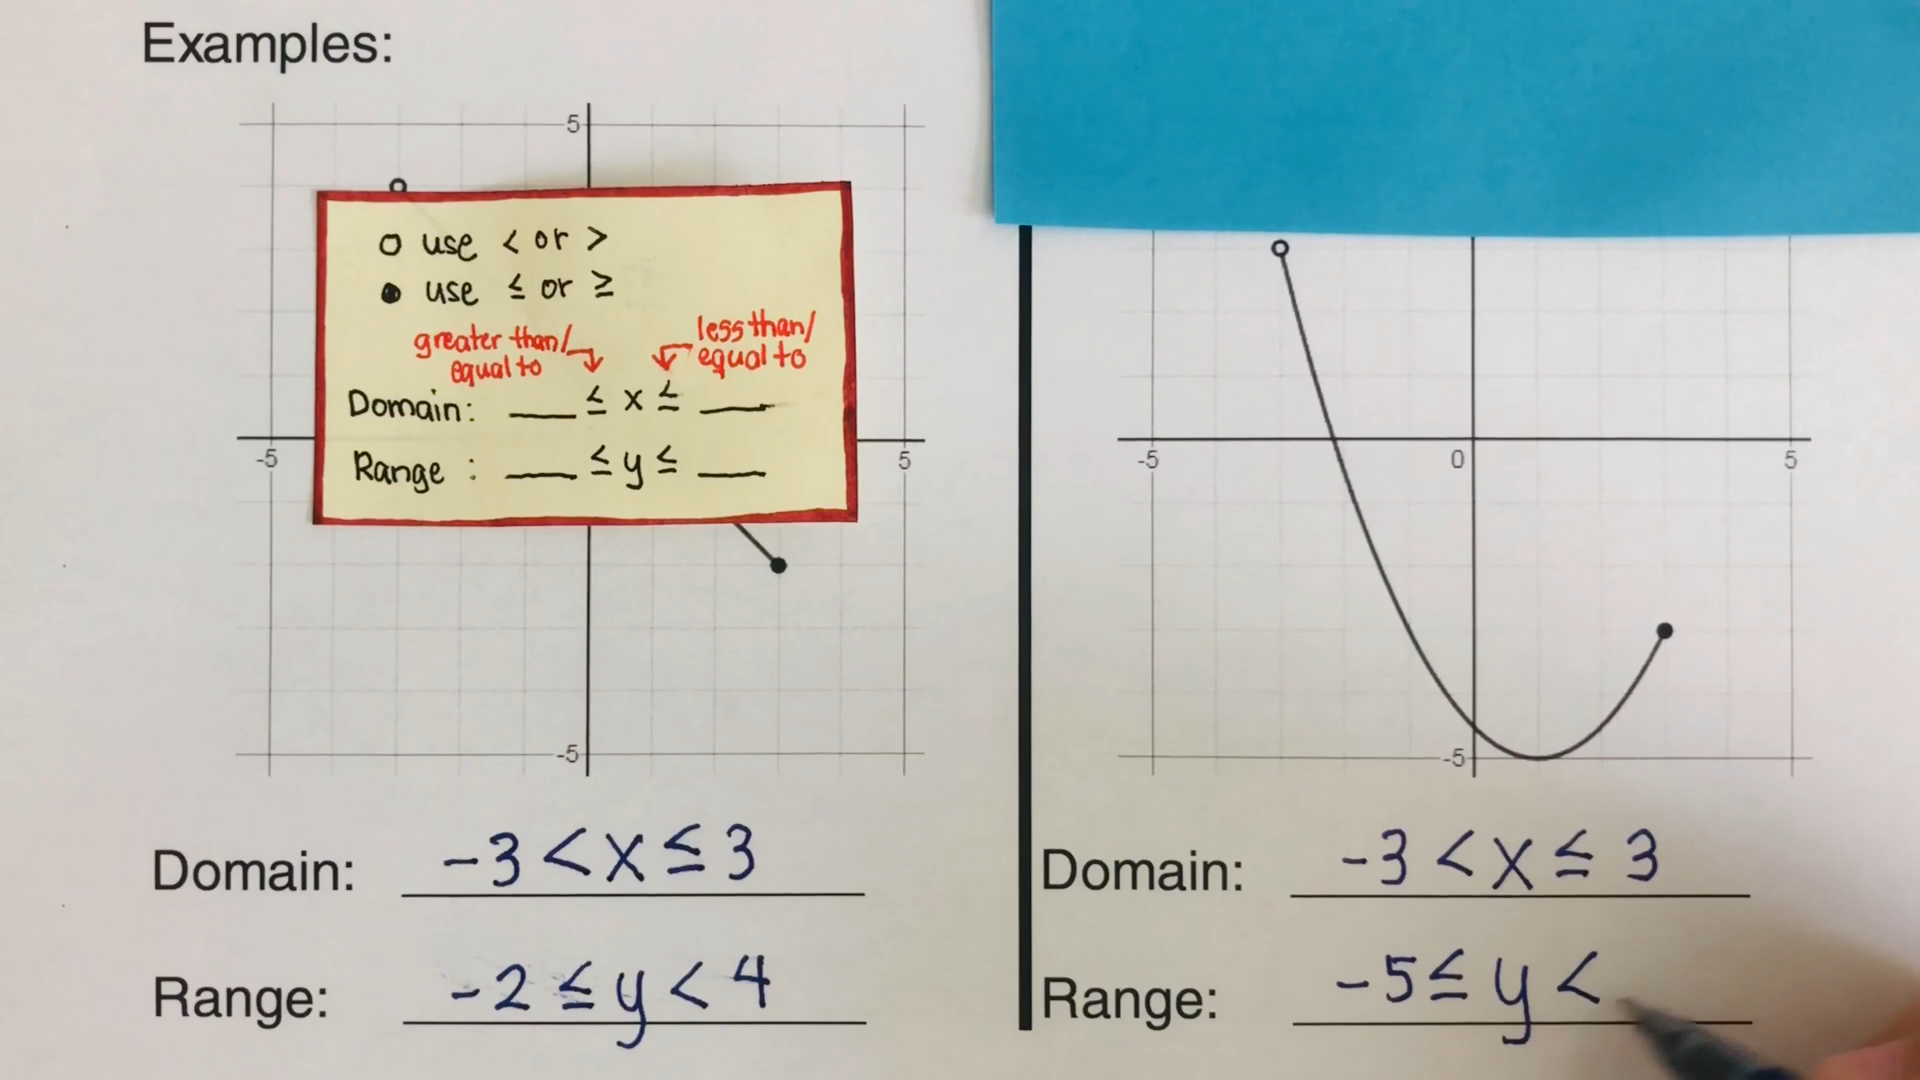 Examples:
5
○ use < or >
● use ≤ or ≥
greater than/
equal to
less than/
equal to
Domain: ___ ≤ x ≤ ___
Range : ___ ≤ y ≤ ___
-5
5
-5
Domain: -3 < x ≤ 3
Range: -2 ≤ y < 4
-5
0
5
-5
Domain: -3 < x ≤ 3
Range: -5 ≤ y <